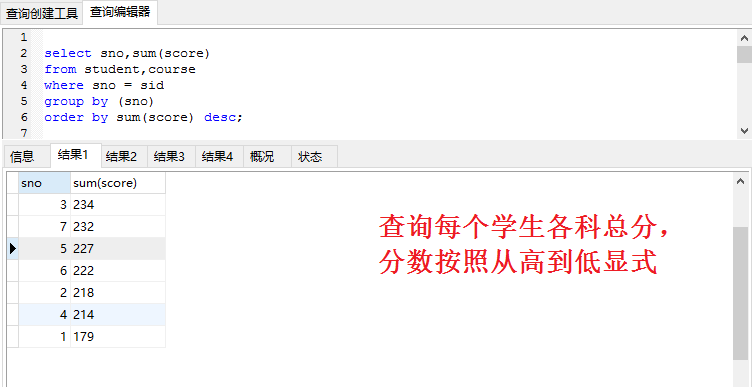 查询创建工具 查询编辑器
1
2 select sno,sum(score)
3 from student,course
4 where sno = sid
5 group by (sno)
6 order by sum(score) desc;
7
信息 结果1 结果2 结果3 结果4 概况 状态
sno sum(score)
3 234
7 232
5 227
6 222
2 218
4 214
1 179
查询每个学生各科总分，
分数按照从高到低显式